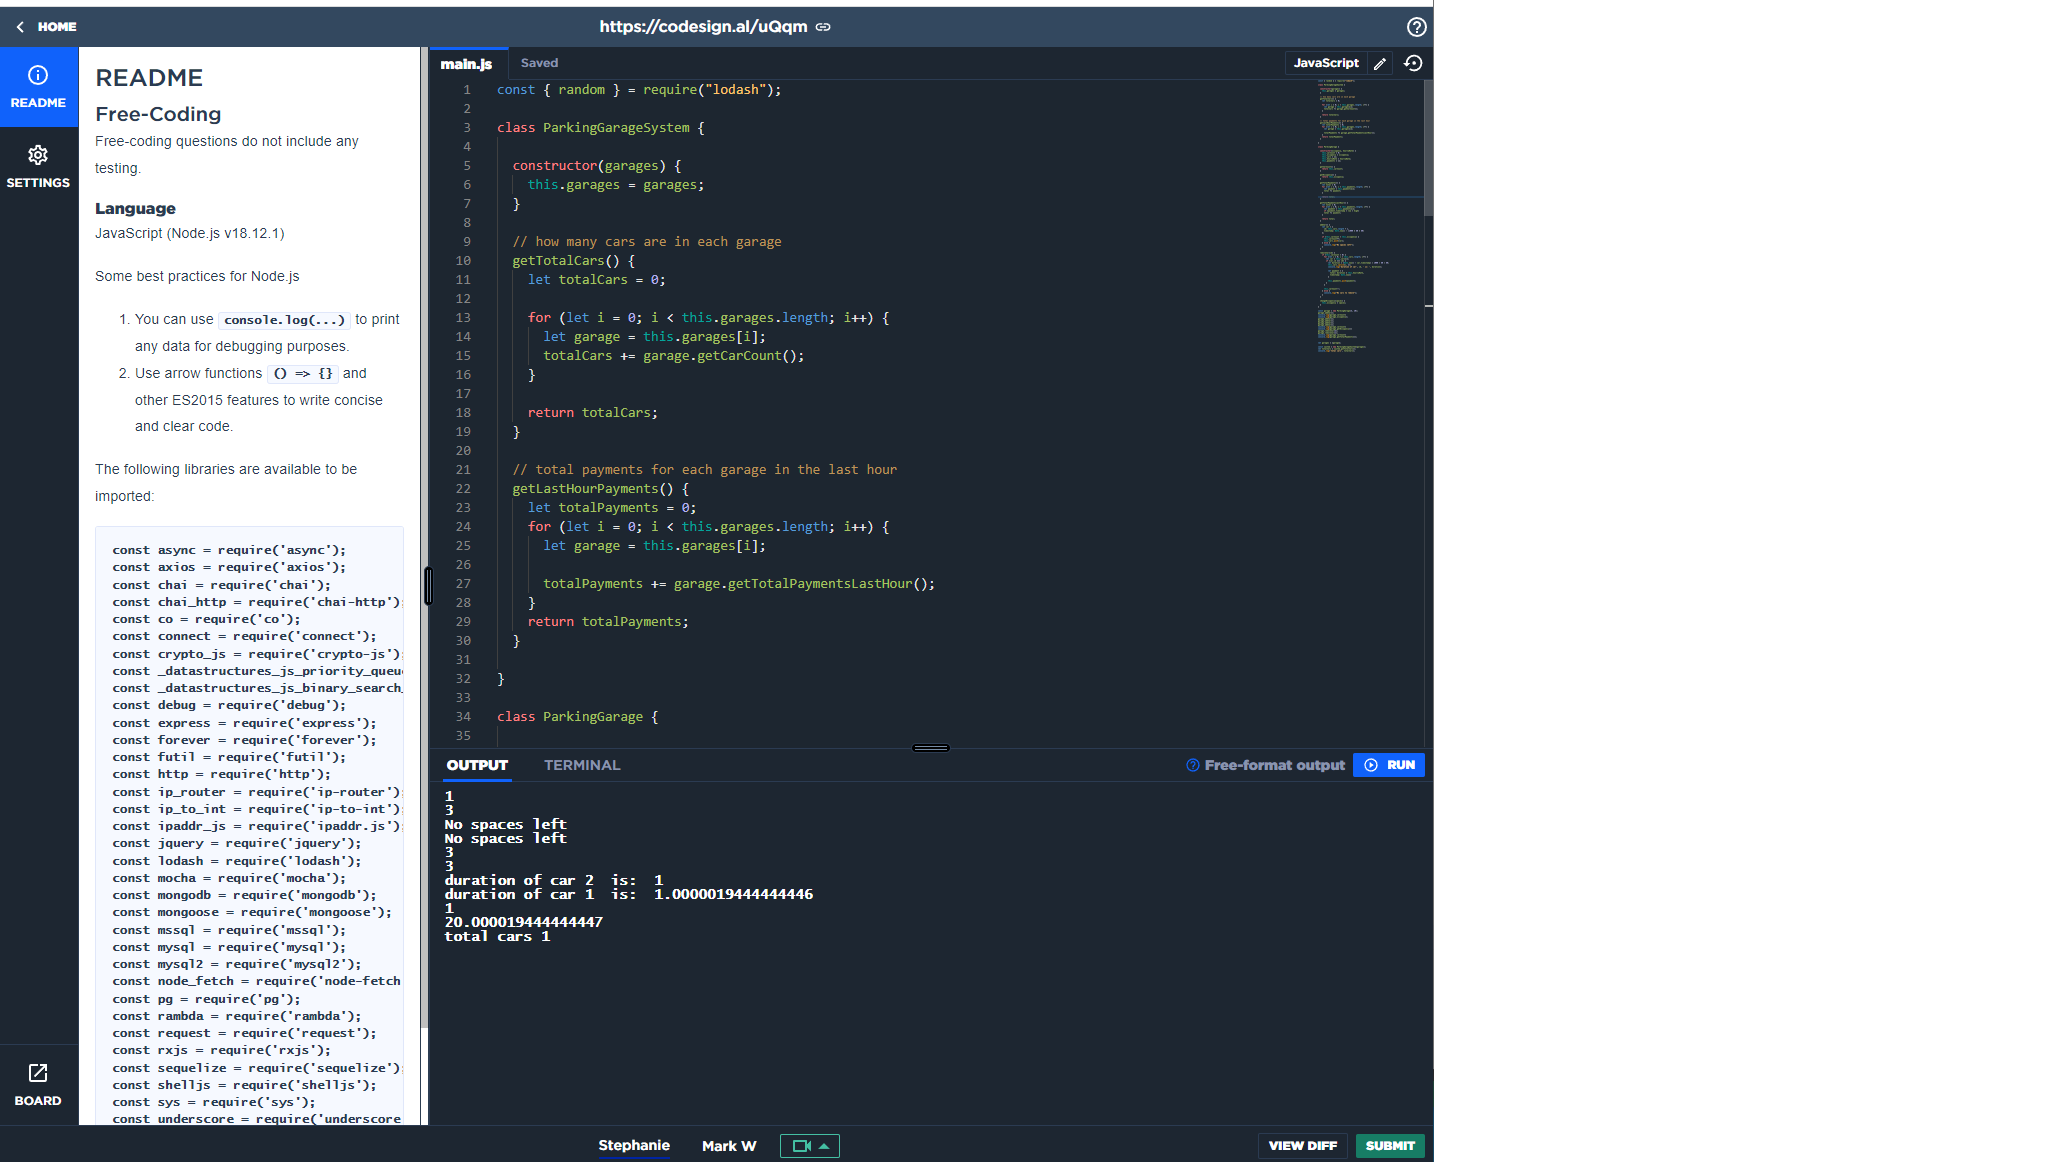 HOME
https://codesign.al/uQqm
README
SETTINGS
BOARD
README
Free-Coding
Free-coding questions do not include any
testing.
Language
JavaScript (Node.js v18.12.1)
Some best practices for Node.js
1. You can use console.log(...) to print
any data for debugging purposes.
2. Use arrow functions () => {} and
other ES2015 features to write concise
and clear code.
The following libraries are available to be
imported:
const async = require('async');
const axios = require('axios');
const chai = require('chai');
const chai_http = require('chai-http');
const co = require('co');
const connect = require('connect');
const crypto_js = require('crypto-js');
const _datastructures_js_priority_queu
const _datastructures_js_binary_search_
const debug = require('debug');
const express = require('express');
const forever = require('forever');
const futil = require('futil');
const http = require('http');
const ip_router = require('ip-router');
const ip_to_int = require('ip-to-int');
const ipaddr_js = require('ipaddr.js');
const jquery = require('jquery');
const lodash = require('lodash');
const mocha = require('mocha');
const mongodb = require('mongodb');
const mongoose = require('mongoose');
const mssql = require('mssql');
const mysql = require('mysql');
const mysql2 = require('mysql2');
const node_fetch = require('node-fetch
const pg = require('pg');
const rambda = require('rambda');
const request = require('request');
const rxjs = require('rxjs');
const sequelize = require('sequelize');
const shelljs = require('shelljs');
const sys = require('sys');
const underscore = require('underscore
main.js Saved JavaScript
1 const { random } = require("lodash");
2
3 class ParkingGarageSystem {
4
5 constructor(garages) {
6 this.garages = garages;
7 }
8
9 // how many cars are in each garage
10 getTotalCars() {
11 let totalCars = 0;
12
13 for (let i = 0; i < this.garages.length; i++) {
14 let garage = this.garages[i];
15 totalCars += garage.getCarCount();
16 }
17
18 return totalCars;
19 }
20
21 // total payments for each garage in the last hour
22 getLastHourPayments() {
23 let totalPayments = 0;
24 for (let i = 0; i < this.garages.length; i++) {
25 let garage = this.garages[i];
26
27 totalPayments += garage.getTotalPaymentsLastHour();
28 }
29 return totalPayments;
30 }
31
32 }
33
34 class ParkingGarage {
35
OUTPUT TERMINAL Free-format output RUN
1
3
No spaces left
No spaces left
3
3
duration of car 2 is: 1
duration of car 1 is: 1.0000019444444446
1
20.000019444444447
total cars 1
Stephanie Mark W VIEW DIFF SUBMIT